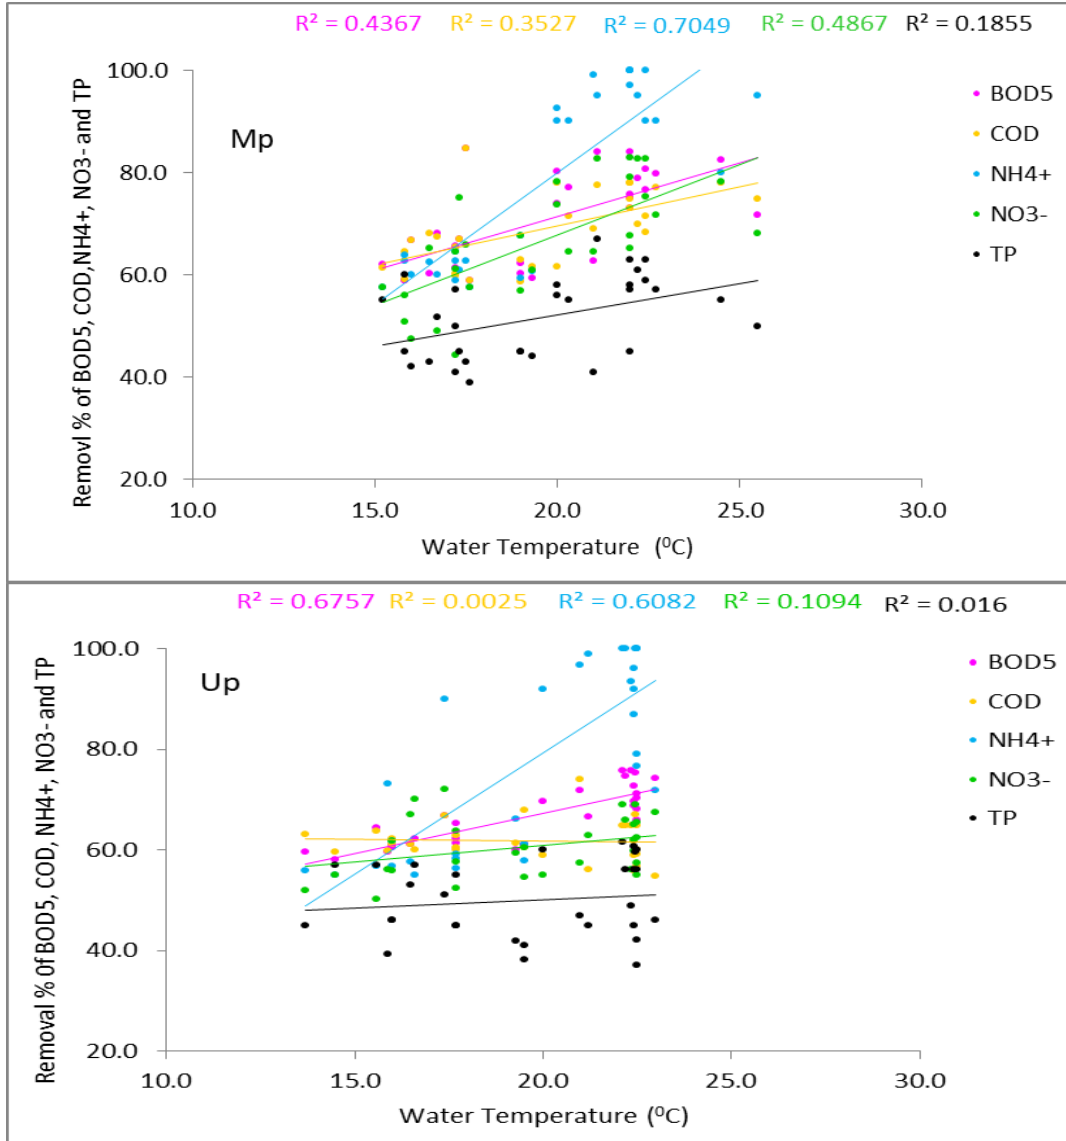 R² = 0.4367 R² = 0.3527 R² = 0.7049 R² = 0.4867 R² = 0.1855
Removl % of BOD5, COD,NH4+, NO3- and TP
100.0
80.0
60.0
40.0
20.0
Mp
BOD5
COD
NH4+
NO3-
TP
10.0 15.0 20.0 25.0 30.0
Water Temperature (⁰C)
R² = 0.6757 R² = 0.0025 R² = 0.6082 R² = 0.1094 R² = 0.016
Removal % 0f BOD5, COD, NH4+, NO3- and TP
100.0
80.0
60.0
40.0
20.0
Up
BOD5
COD
NH4+
NO3-
TP
10.0 15.0 20.0 25.0 30.0
Water Temperature (⁰C)